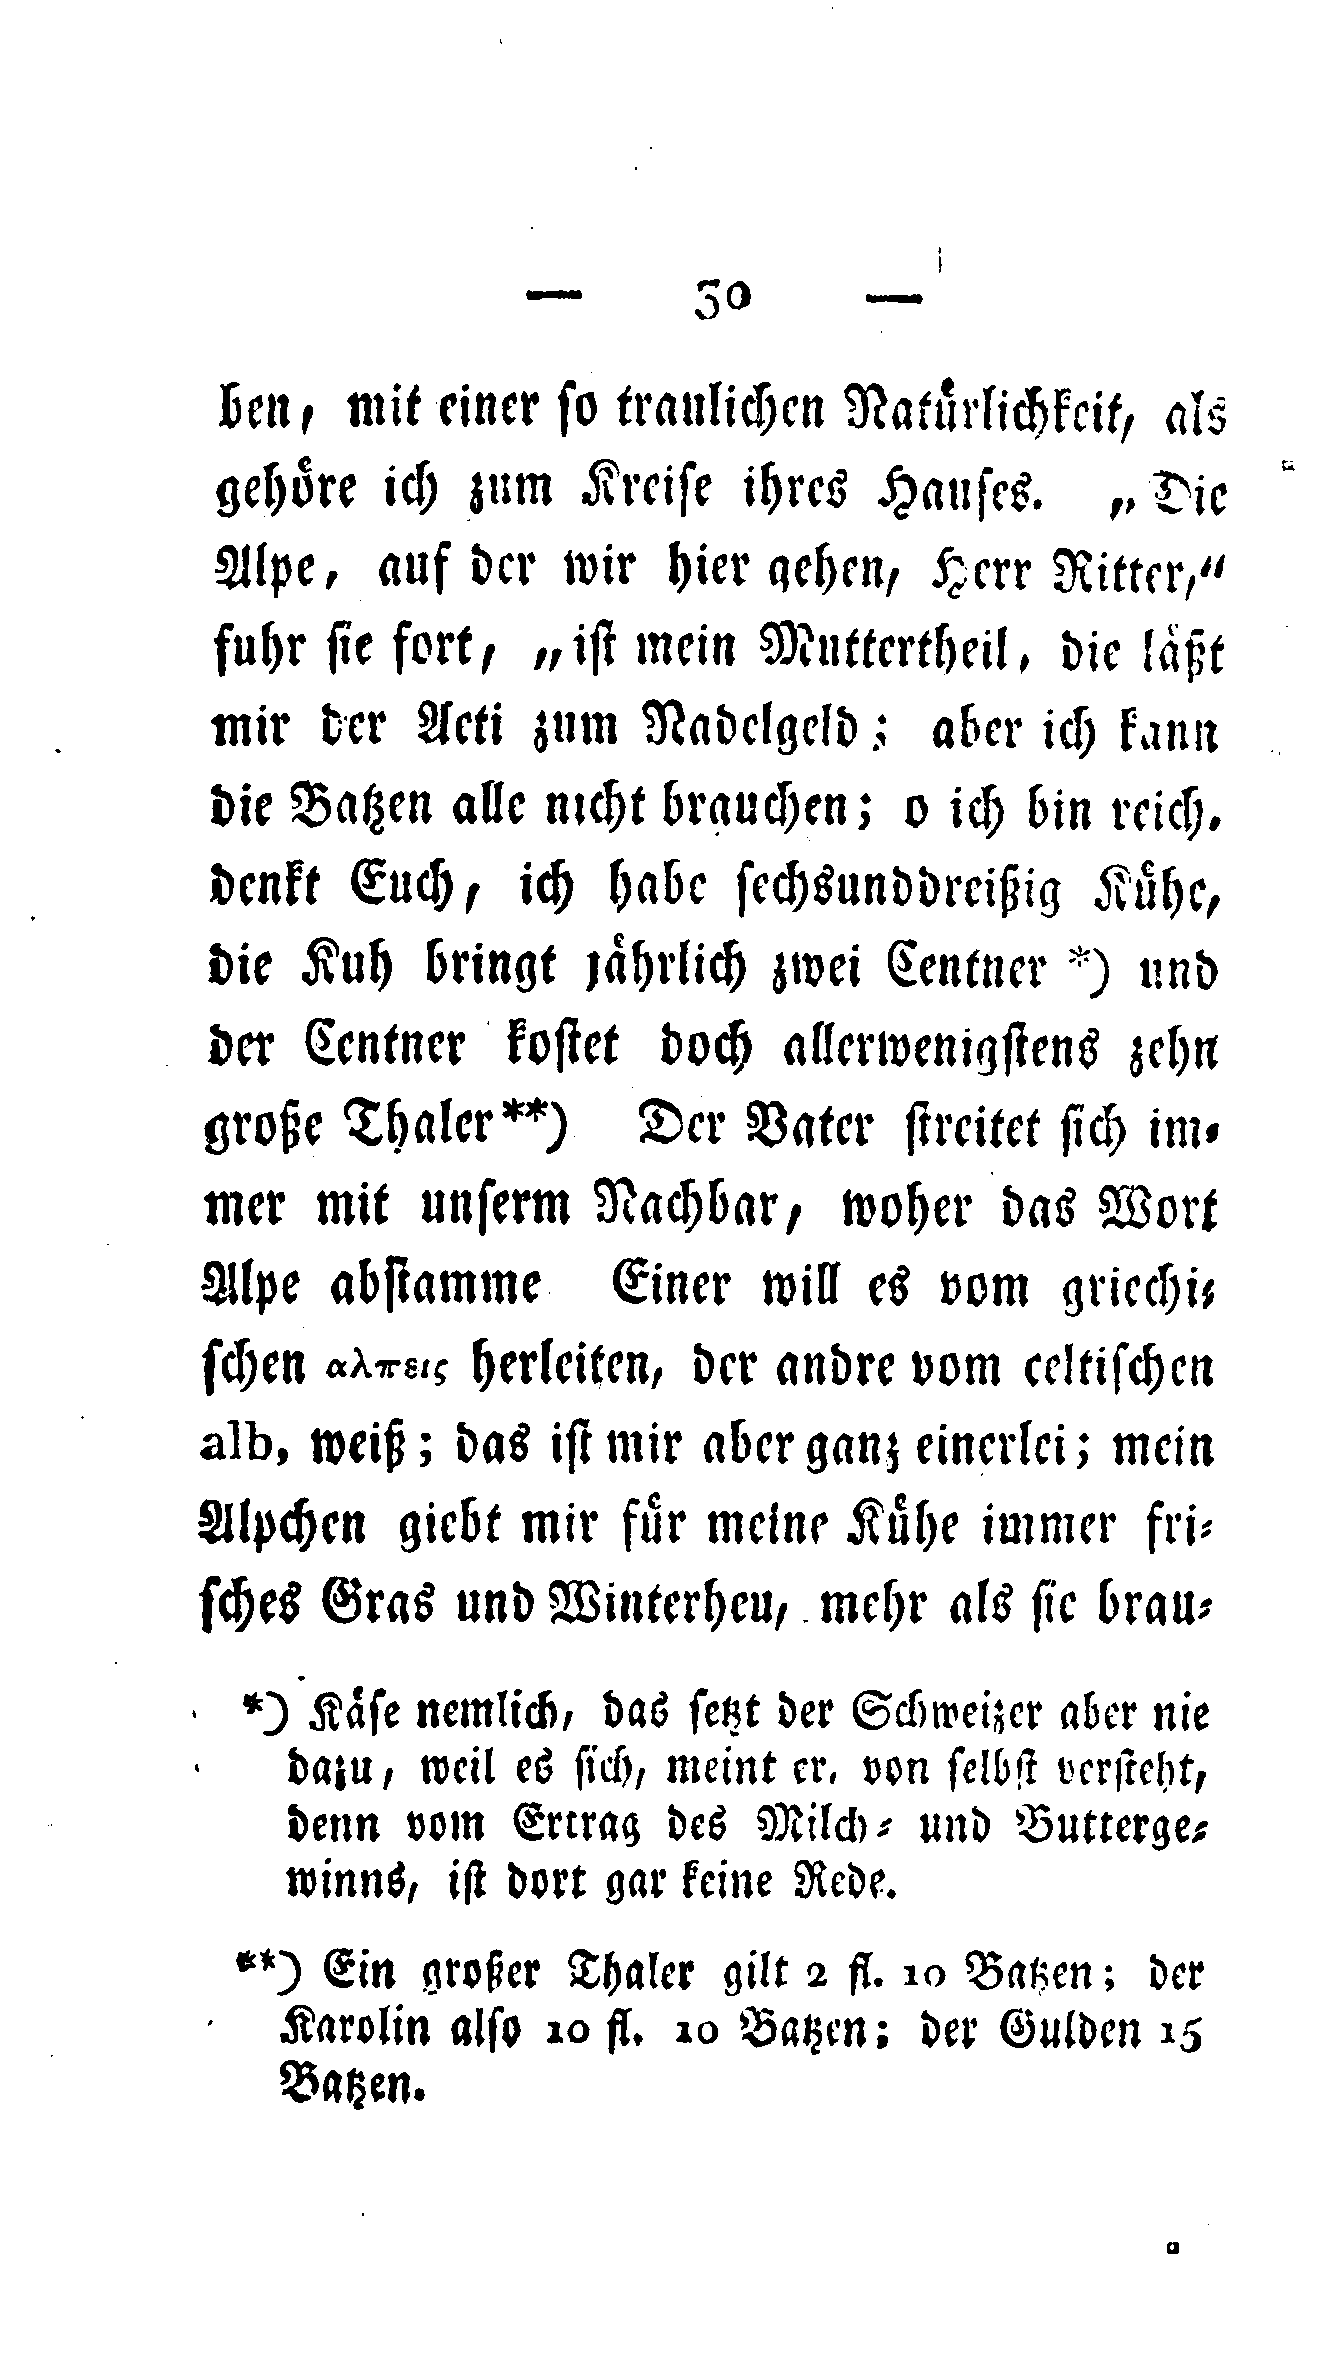 — 30 —
ben, mit einer so traulichen Natürlichkeit, als
gehöre ich zum Kreise ihres Hauses. „Die
Alpe, auf der wir hier gehen, Herr Ritter,“
fuhr sie fort, „ist mein Muttertheil, die läßt
mir der Aeti zum Nadelgeld; aber ich kann
die Batzen alle nicht brauchen; o ich bin reich.
denkt Euch, ich habe sechsunddreißig Kühe,
die Kuh bringt jährlich zwei Centner *) und
der Centner kostet doch allerwenigstens zehn
große Thaler**) Der Vater streitet sich im-
mer mit unserm Nachbar, woher das Wort
Alpe abstamme Einer will es vom griechi-
schen αλπεις herleiten, der andre vom celtischen
alb, weiß; das ist mir aber ganz einerlei; mein
Alpchen giebt mir für meine Kühe immer fri-
sches Gras und Winterheu, mehr als sie brau-
*) Käse nemlich, das setzt der Schweizer aber nie
dazu, weil es sich, meint er, von selbst versteht,
denn vom Ertrag des Milch- und Butterge-
winns, ist dort gar keine Rede.
**) Ein großer Thaler gilt 2 fl. 10 Batzen; der
Karolin also 10 fl. 10 Batzen; der Gulden 15
Batzen.